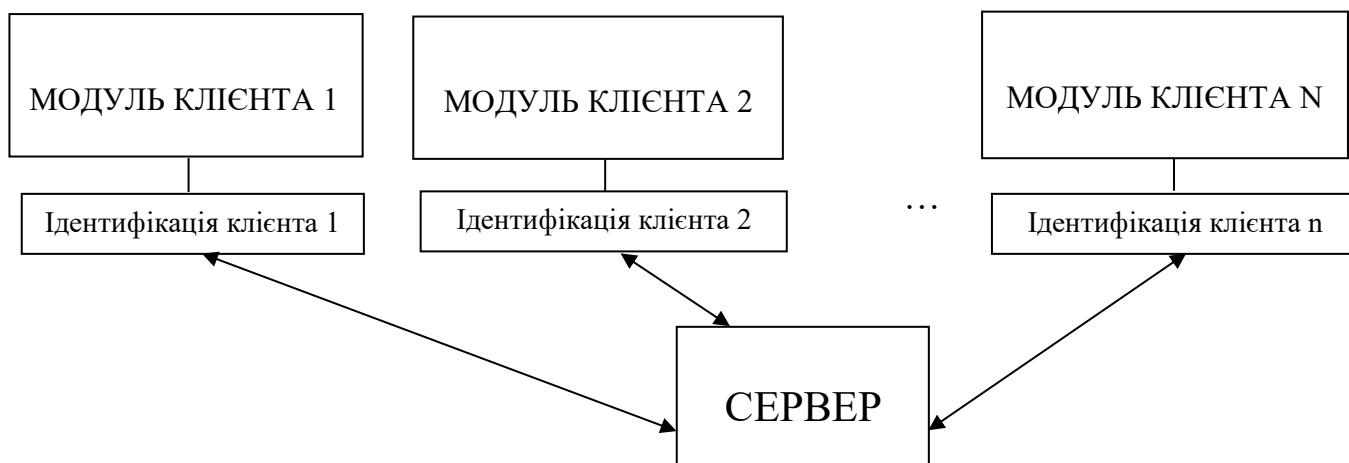 МОДУЛЬ КЛІЄНТА 1
МОДУЛЬ КЛІЄНТА 2
МОДУЛЬ КЛІЄНТА N
Ідентифікація клієнта 1
Ідентифікація клієнта 2
...
Ідентифікація клієнта n
СЕРВЕР